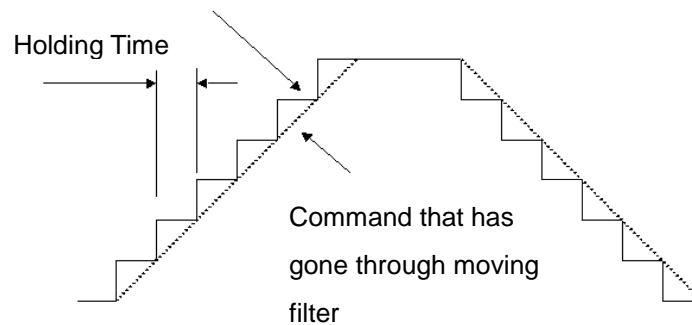 Holding Time
Command that has
gone through moving
filter